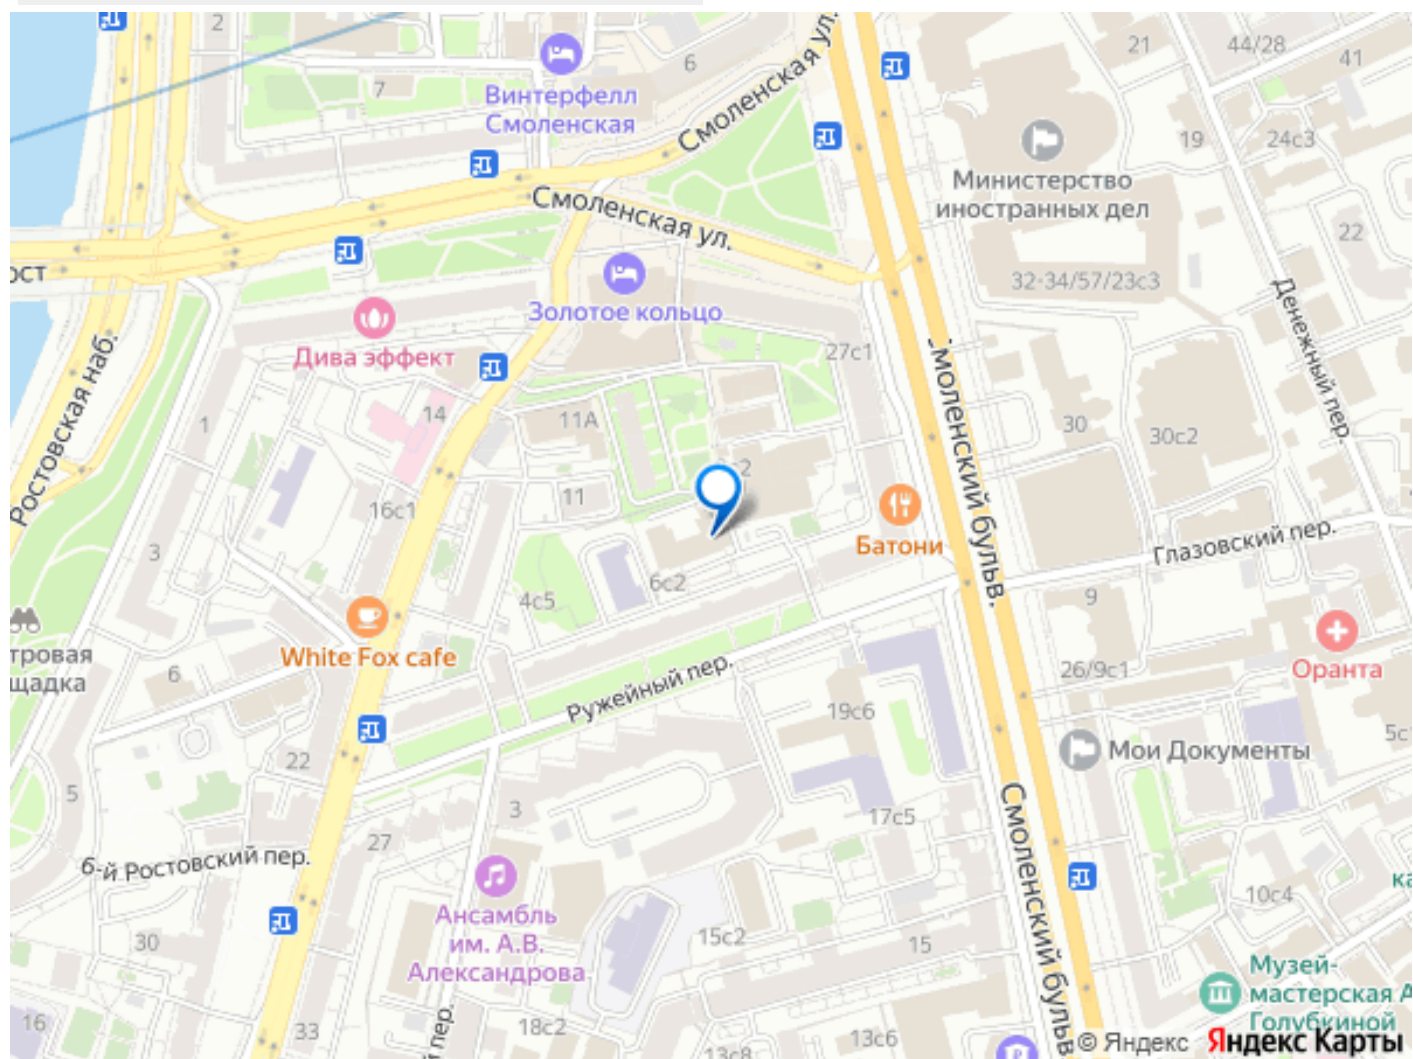 2
7
6
Винтерфелл
Смоленская
Смоленская ул.
21
44/28
41
19
24с3
Министерство
иностранных дел
22
Смоленская ул.
32-34/57/23с3
Золотое кольцо
Дива эффект
27с1
Денежный пер.
Ростовская наб.
1
14
11А
30
30с2
моленский бульв.
11
16с1
Батони
Глазовский пер.
3
6с2
4с5
9
White Fox cafe
тровая
щадка
6
Ружейный пер.
26/9с1
Оранта
19с6
22
Мои Документы
5
3
17с5
27
6-й Ростовский пер.
Смоленский бульв
Ансамбль
им. А.В.
Александрова
10с4
30
15с2
15
Музей-
мастерская А
Голубкиной
16
33
18с2
й пер.
13с8
13с6
© Яндекс
Яндекс Карты